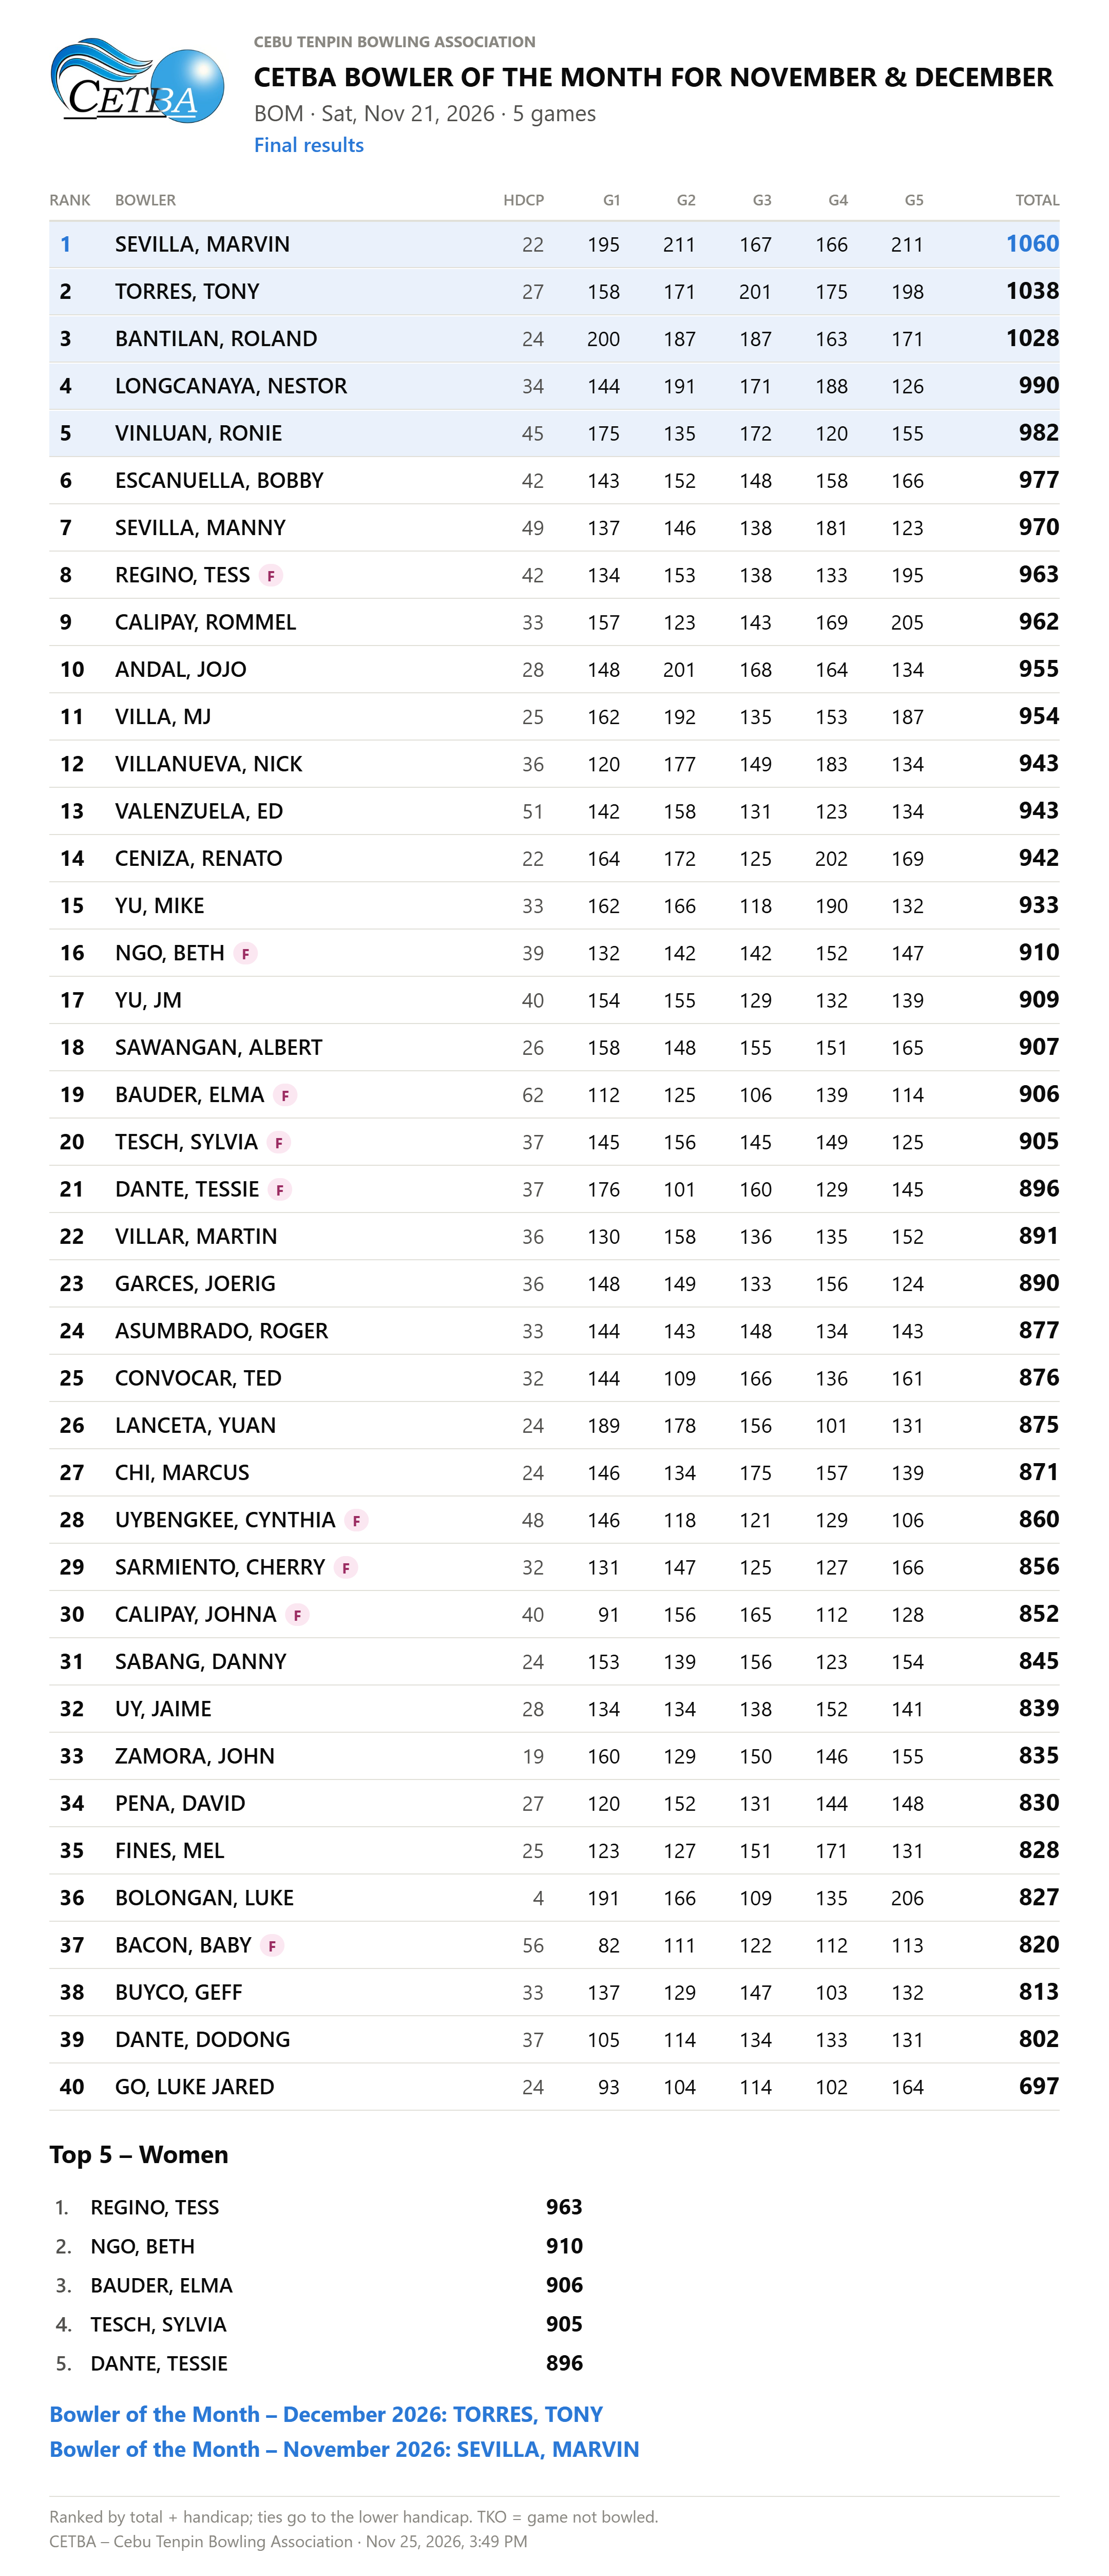 CETBA
CEBU TENPIN BOWLING ASSOCIATION
CETBA BOWLER OF THE MONTH FOR NOVEMBER & DECEMBER
BOM · Sat, Nov 21, 2026 · 5 games
Final results
RANK BOWLER HDCP G1 G2 G3 G4 G5 TOTAL
1 SEVILLA, MARVIN 22 195 211 167 166 211 1060
2 TORRES, TONY 27 158 171 201 175 198 1038
3 BANTILAN, ROLAND 24 200 187 187 163 171 1028
4 LONGCANAYA, NESTOR 34 144 191 171 188 126 990
5 VINLUAN, RONIE 45 175 135 172 120 155 982
6 ESCANUELLA, BOBBY 42 143 152 148 158 166 977
7 SEVILLA, MANNY 49 137 146 138 181 123 970
8 REGINO, TESS F 42 134 153 138 133 195 963
9 CALIPAY, ROMMEL 33 157 123 143 169 205 962
10 ANDAL, JOJO 28 148 201 168 164 134 955
11 VILLA, MJ 25 162 192 135 153 187 954
12 VILLANUEVA, NICK 36 120 177 149 183 134 943
13 VALENZUELA, ED 51 142 158 131 123 134 943
14 CENIZA, RENATO 22 164 172 125 202 169 942
15 YU, MIKE 33 162 166 118 190 132 933
16 NGO, BETH F 39 132 142 142 152 147 910
17 YU, JM 40 154 155 129 132 139 909
18 SAWANGAN, ALBERT 26 158 148 155 151 165 907
19 BAUDER, ELMA F 62 112 125 106 139 114 906
20 TESCH, SYLVIA F 37 145 156 145 149 125 905
21 DANTE, TESSIE F 37 176 101 160 129 145 896
22 VILLAR, MARTIN 36 130 158 136 135 152 891
23 GARCES, JOERIG 36 148 149 133 156 124 890
24 ASUMBRADO, ROGER 33 144 143 148 134 143 877
25 CONVOCAR, TED 32 144 109 166 136 161 876
26 LANCETA, YUAN 24 189 178 156 101 131 875
27 CHI, MARCUS 24 146 134 175 157 139 871
28 UYBENGKEE, CYNTHIA F 48 146 118 121 129 106 860
29 SARMIENTO, CHERRY F 32 131 147 125 127 166 856
30 CALIPAY, JOHNA F 40 91 156 165 112 128 852
31 SABANG, DANNY 24 153 139 156 123 154 845
32 UY, JAIME 28 134 134 138 152 141 839
33 ZAMORA, JOHN 19 160 129 150 146 155 835
34 PENA, DAVID 27 120 152 131 144 148 830
35 FINES, MEL 25 123 127 151 171 131 828
36 BOLONGAN, LUKE 4 191 166 109 135 206 827
37 BACON, BABY F 56 82 111 122 112 113 820
38 BUYCO, GEFF 33 137 129 147 103 132 813
39 DANTE, DODONG 37 105 114 134 133 131 802
40 GO, LUKE JARED 24 93 104 114 102 164 697
Top 5 – Women
1. REGINO, TESS 963
2. NGO, BETH 910
3. BAUDER, ELMA 906
4. TESCH, SYLVIA 905
5. DANTE, TESSIE 896
Bowler of the Month – December 2026: TORRES, TONY
Bowler of the Month – November 2026: SEVILLA, MARVIN
Ranked by total + handicap; ties go to the lower handicap. TKO = game not bowled.
CETBA – Cebu Tenpin Bowling Association · Nov 25, 2026, 3:49 PM